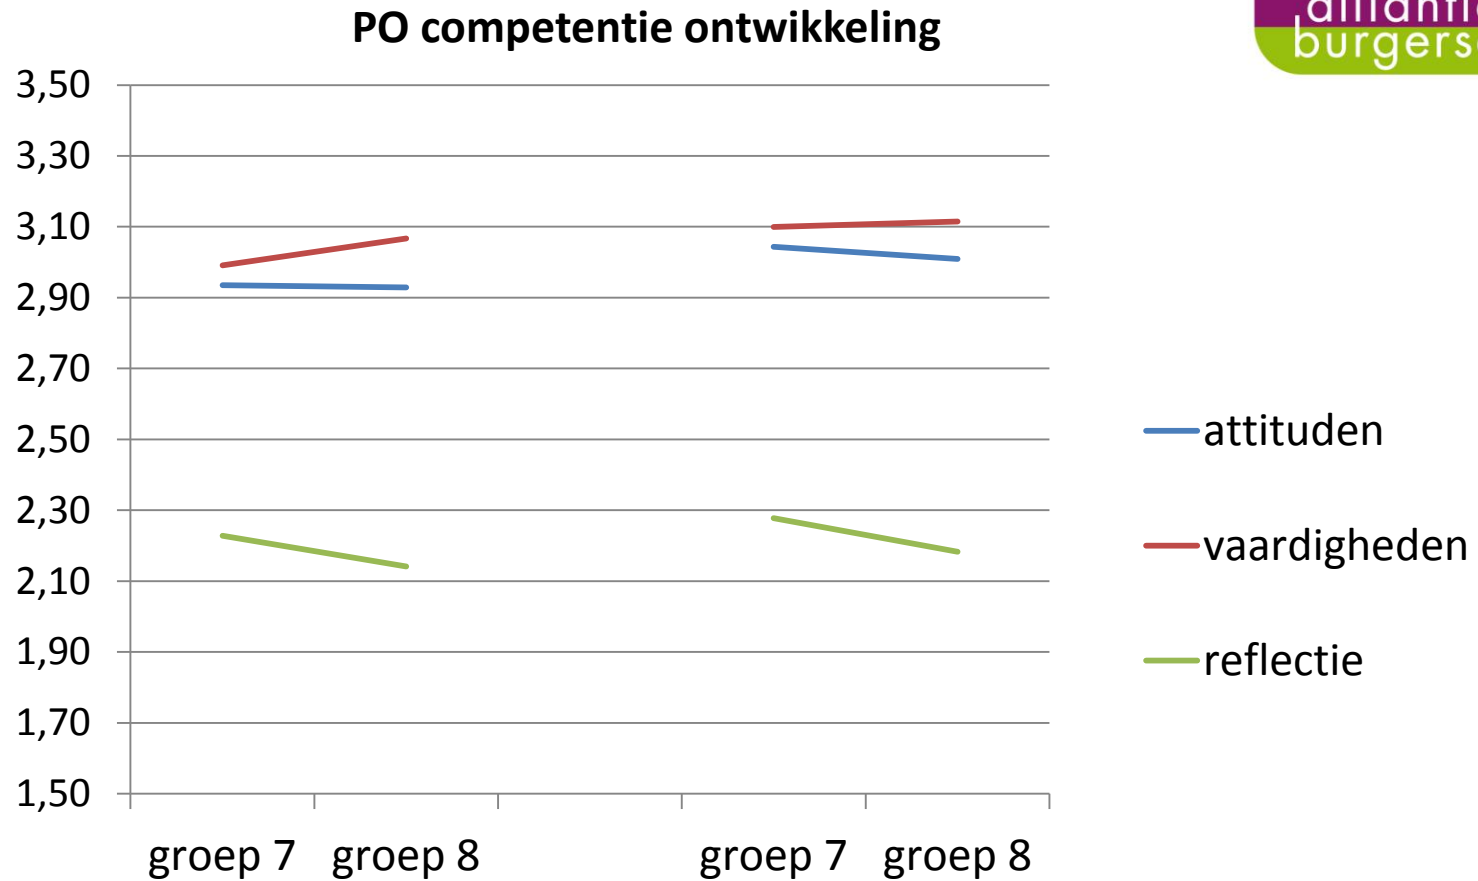 PO competentie ontwikkeling
3,50
3,30
3,10
2,90
2,70
2,50
2,30
2,10
1,90
1,70
1,50
groep 7 groep 8 groep 7 groep 8
attituden
vaardigheden
reflectie